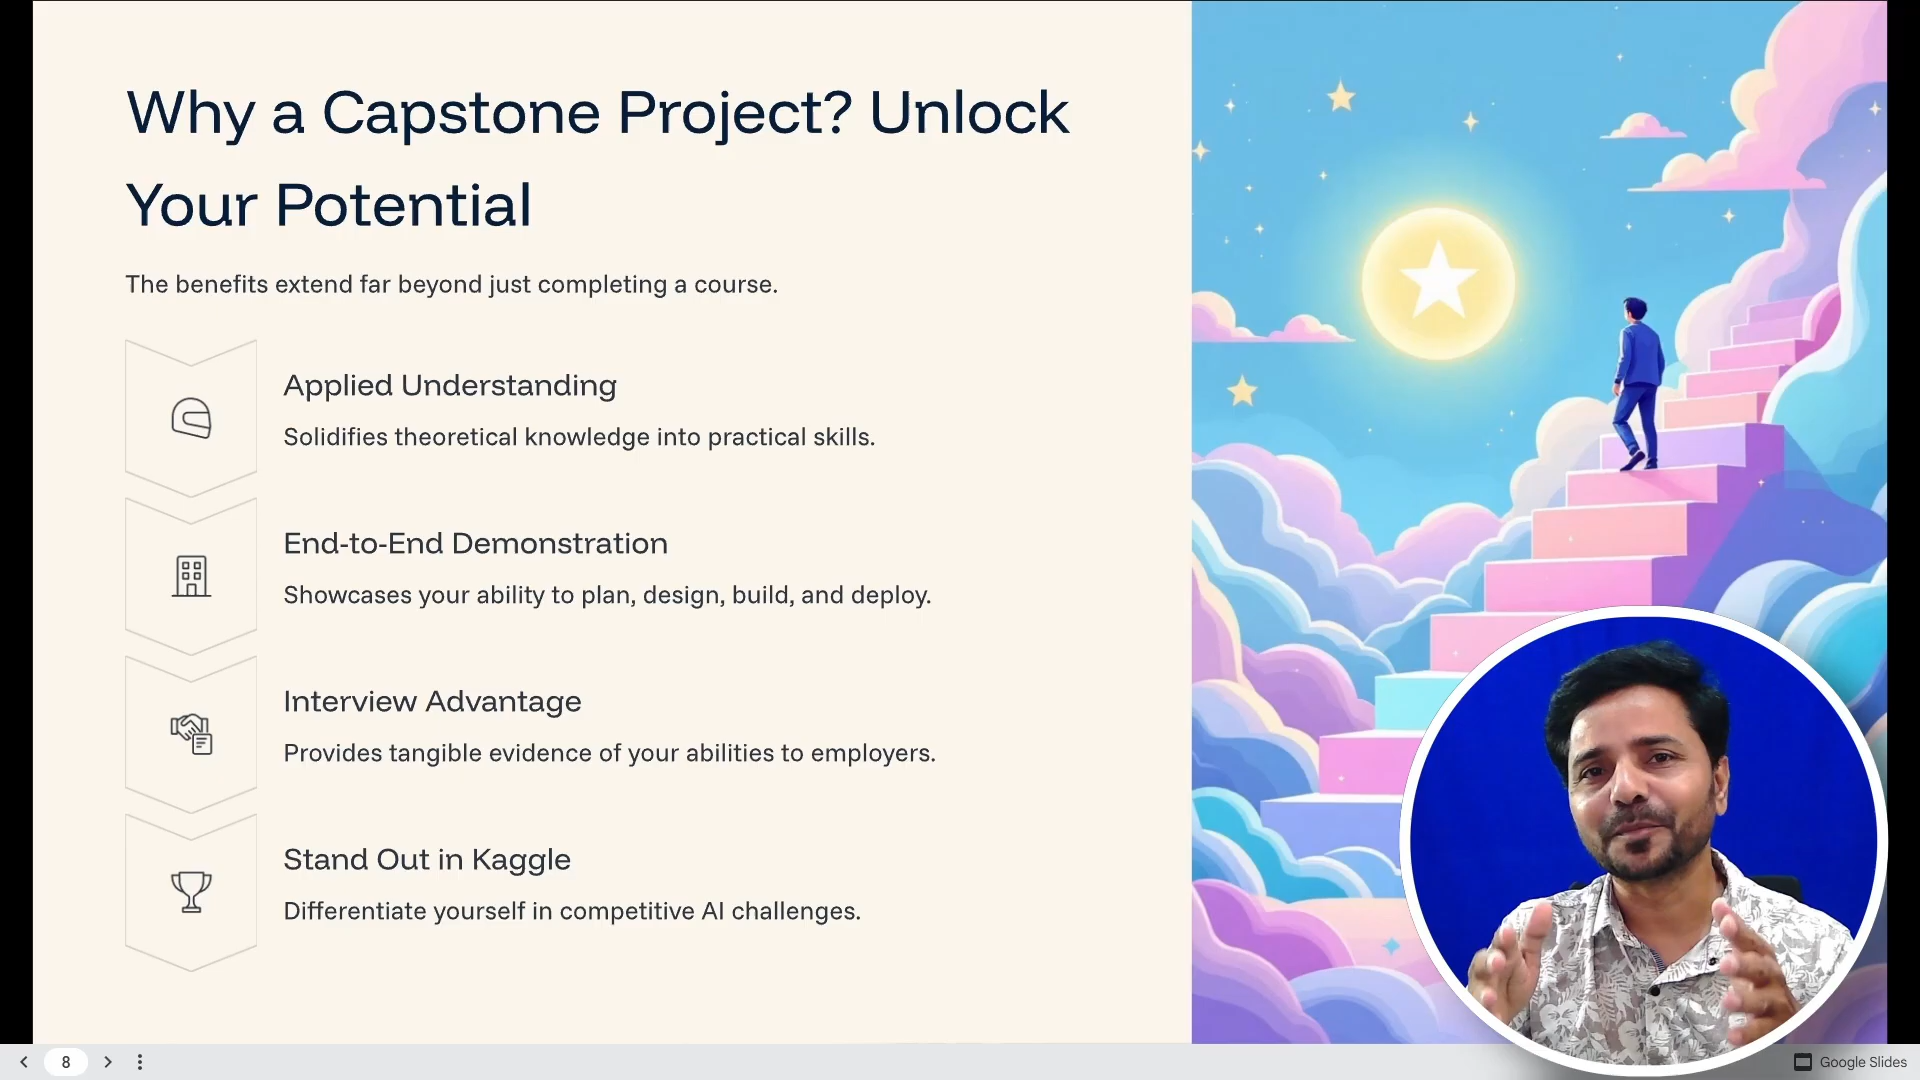 Why a Capstone Project? Unlock
Your Potential
The benefits extend far beyond just completing a course.
Applied Understanding
Solidifies theoretical knowledge into practical skills.
End-to-End Demonstration
Showcases your ability to plan, design, build, and deploy.
Interview Advantage
Provides tangible evidence of your abilities to employers.
Stand Out in Kaggle
Differentiate yourself in competitive AI challenges.
8
Google Slides